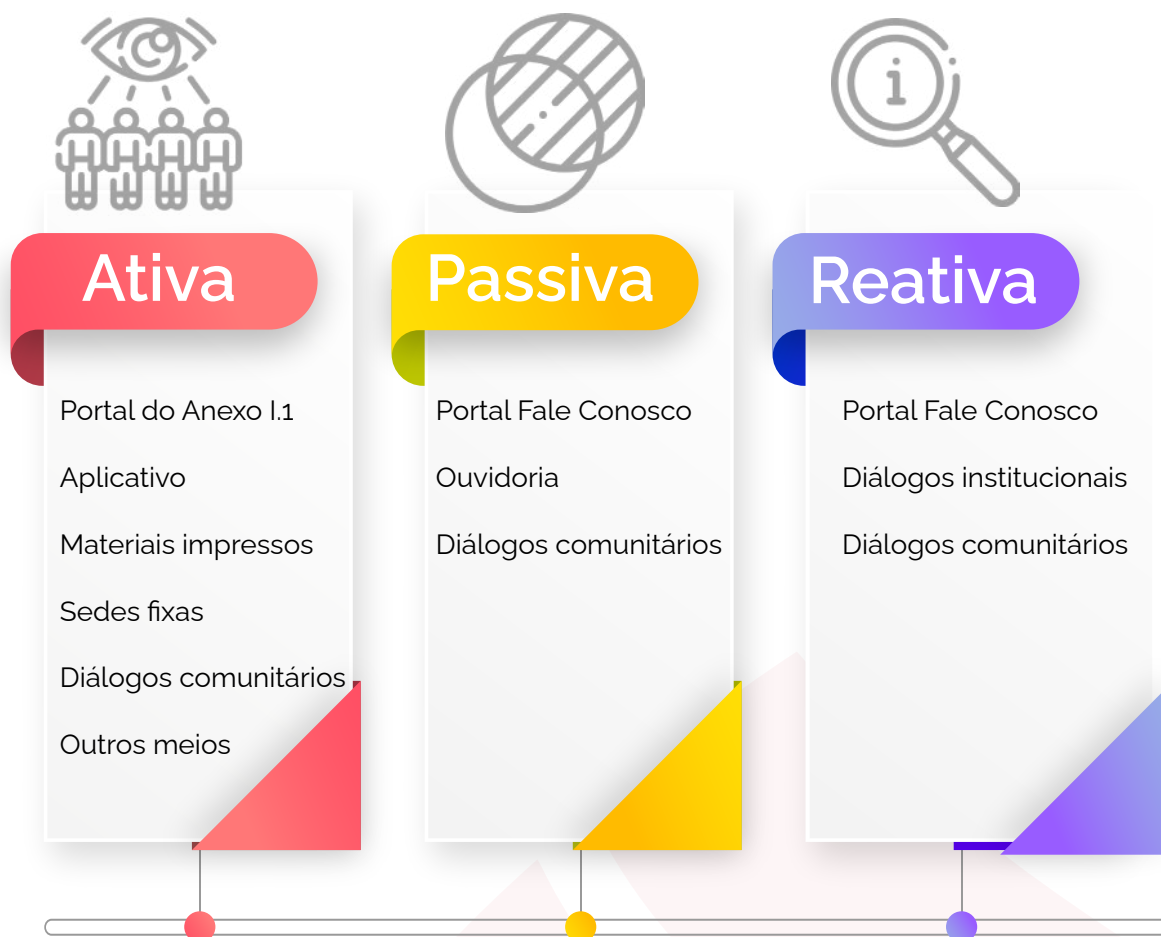 Ativa
Portal do Anexo I.1
Aplicativo
Materiais impressos
Sedes fixas
Diálogos comunitários
Outros meios
Passiva
Portal Fale Conosco
Ouvidoria
Diálogos comunitários
i
Reativa
Portal Fale Conosco
Diálogos institucionais
Diálogos comunitários